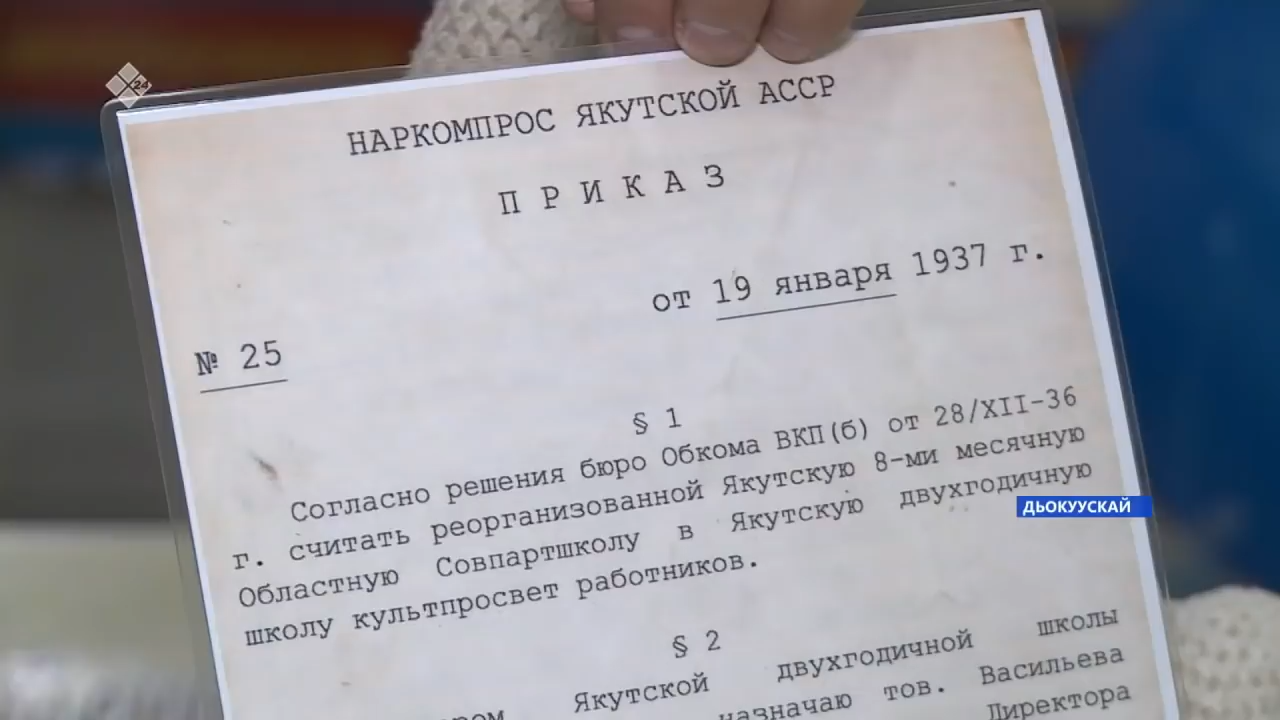 24
НАРКОМПРОС ЯКУТСКОЙ АССР
П Р И К А З
от 19 января 1937 г.
№ 25
§ 1
Согласно решения бюро Обкома ВКП(б) от 28/XII-36
г. считать реорганизованной Якутскую 8-ми месячную
Областную Совпартшколу в Якутскую двухгодичную
школу культпросвет работников.
ДЬОКУУСКАЙ
§ 2
Якутской двухгодичной школы
назначаю тов. Васильева
Директора